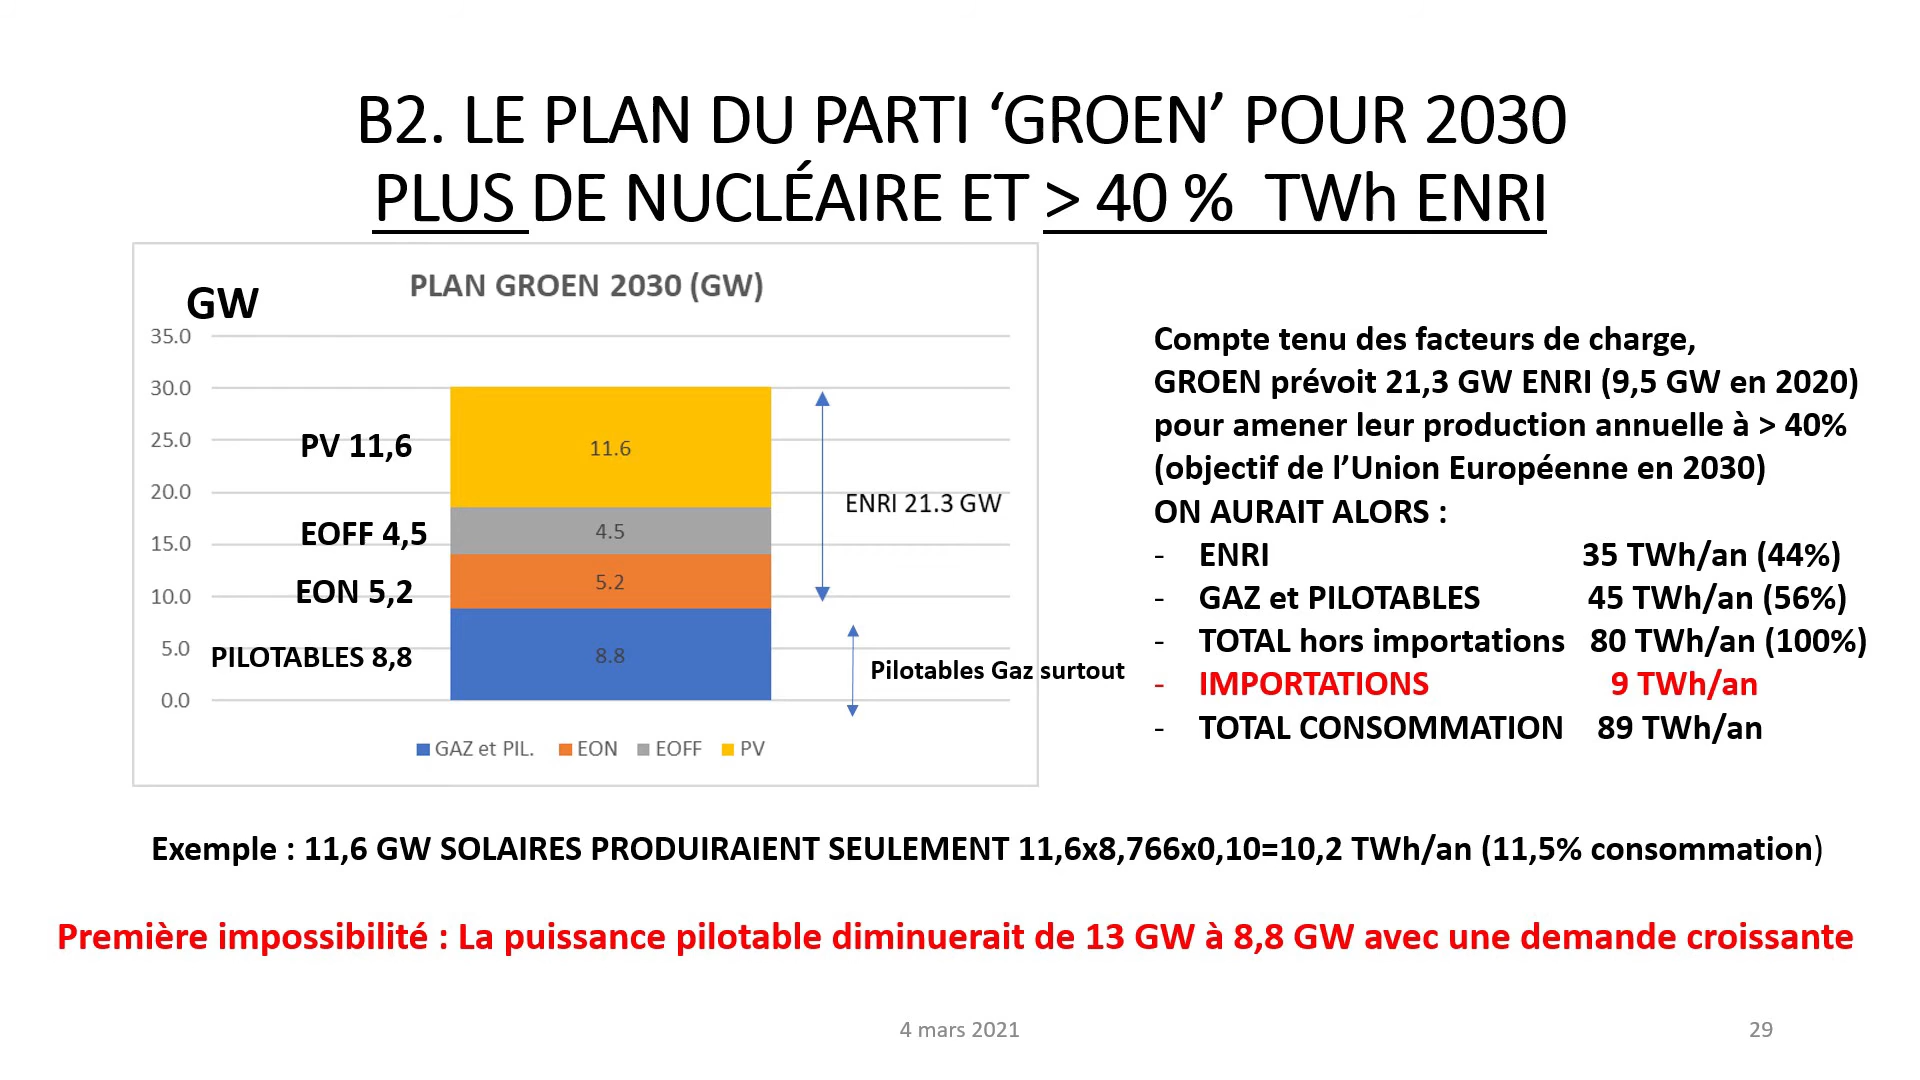 B2. LE PLAN DU PARTI ‘GROEN’ POUR 2030
PLUS DE NUCLÉAIRE ET > 40 % TWh ENRI
PLAN GROEN 2030 (GW)
GW
35.0
30.0
25.0
20.0
15.0
10.0
5.0
0.0
PV 11,6
EOFF 4,5
EON 5,2
PILOTABLES 8,8
11.6
4.5
5.2
8.8
ENRI 21.3 GW
Pilotables Gaz surtout
GAZ et PIL. EON EOFF PV
Compte tenu des facteurs de charge,
GROEN prévoit 21,3 GW ENRI (9,5 GW en 2020)
pour amener leur production annuelle à > 40%
(objectif de l’Union Européenne en 2030)
ON AURAIT ALORS :
- ENRI 35 TWh/an (44%)
- GAZ et PILOTABLES 45 TWh/an (56%)
- TOTAL hors importations 80 TWh/an (100%)
- IMPORTATIONS 9 TWh/an
- TOTAL CONSOMMATION 89 TWh/an
Exemple : 11,6 GW SOLAIRES PRODUIRAIENT SEULEMENT 11,6x8,766x0,10=10,2 TWh/an (11,5% consommation)
Première impossibilité : La puissance pilotable diminuerait de 13 GW à 8,8 GW avec une demande croissante
4 mars 2021
29